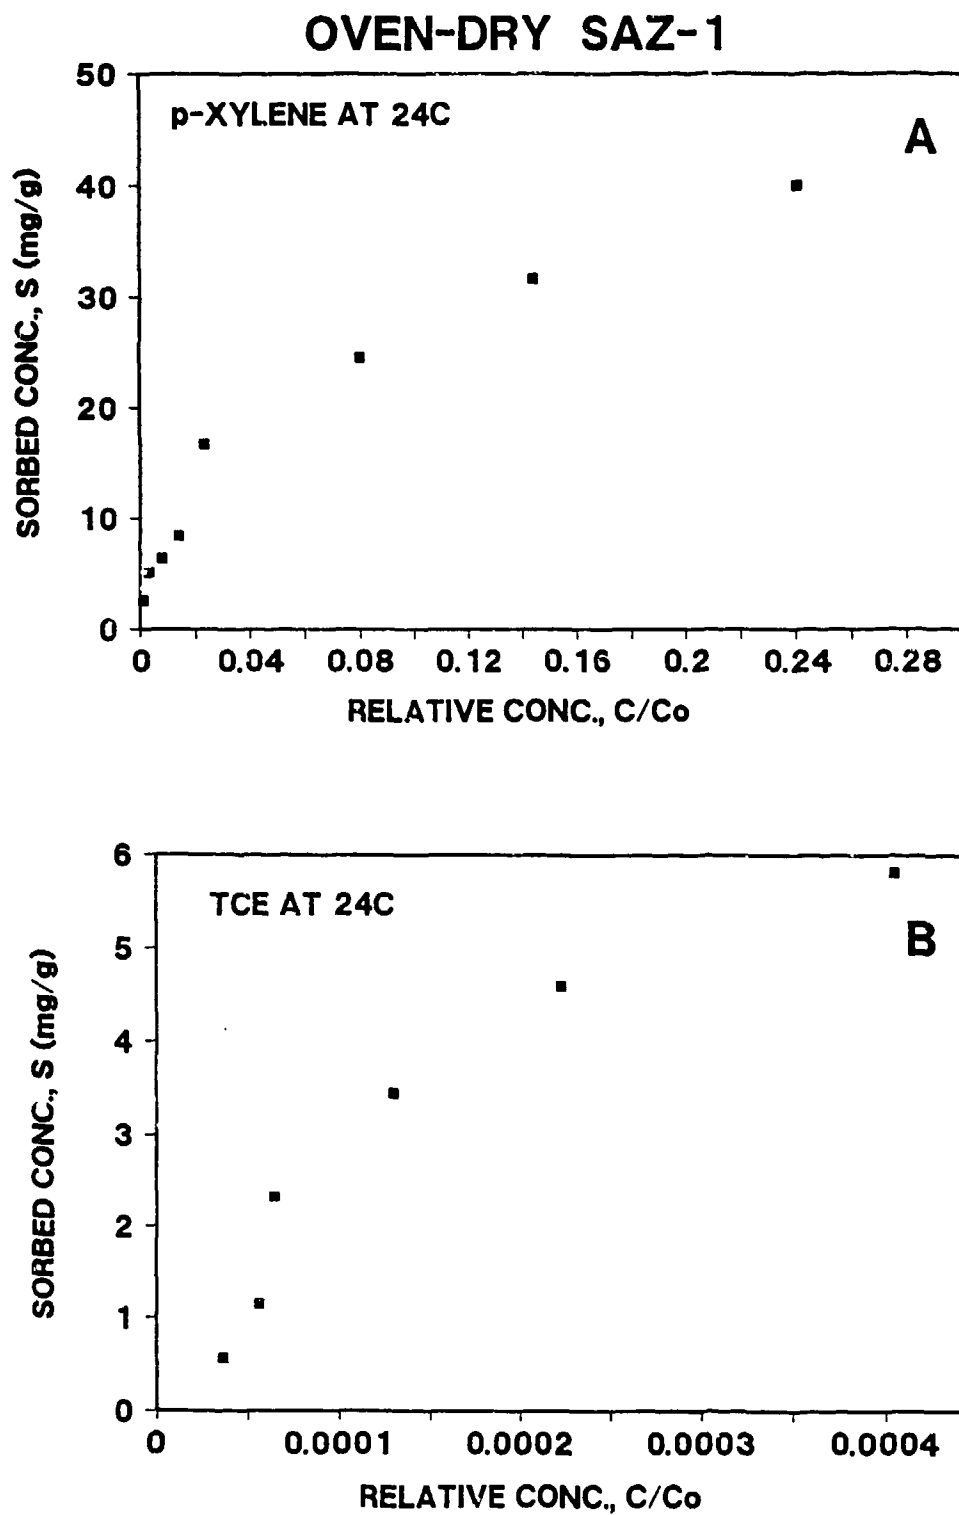 OVEN-DRY SAZ-1
50
p-XYLENE AT 24C
A
40
30
20
10
0
SORBED CONC., S (mg/g)
0 0.04 0.08 0.12 0.16 0.2 0.24 0.28
RELATIVE CONC., C/Co
6
TCE AT 24C
B
5
4
3
2
1
0
SORBED CONC., S (mg/g)
0 0.0001 0.0002 0.0003 0.0004
RELATIVE CONC., C/Co